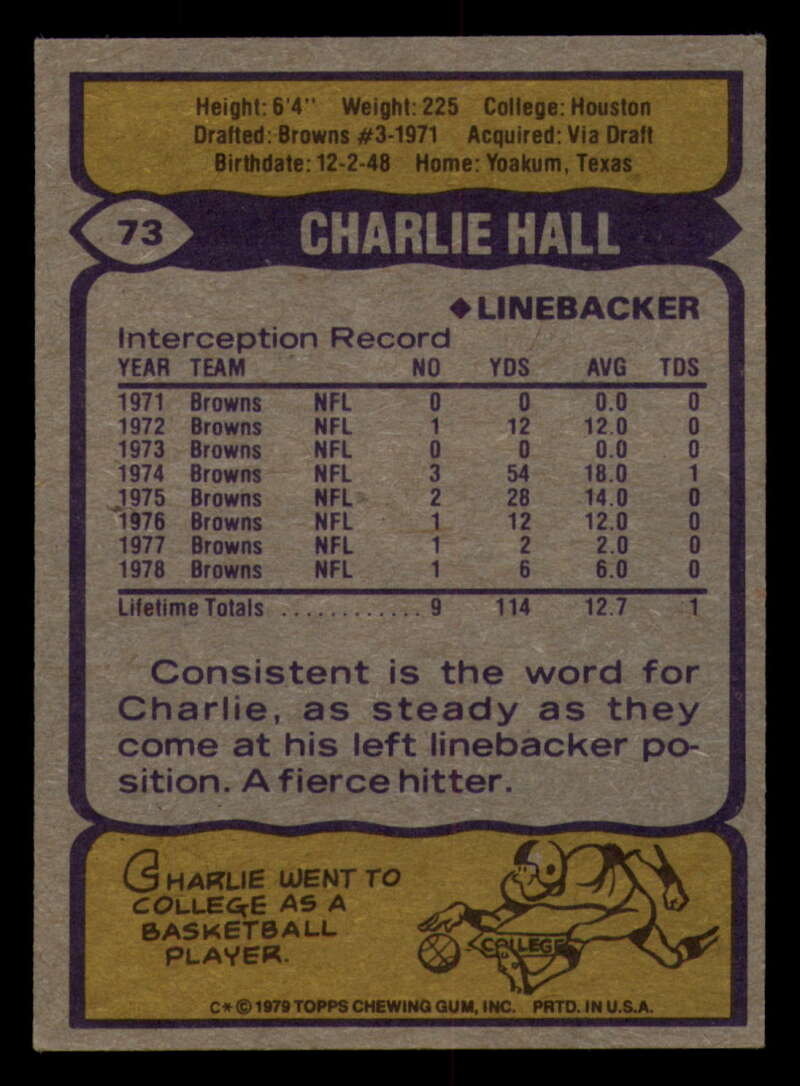 Height: 6'4" Weight: 225 College: Houston
Drafted: Browns #3-1971 Acquired: Via Draft
Birthdate: 12-2-48 Home: Yoakum, Texas
73 CHARLIE HALL
◆LINEBACKER
Interception Record
YEAR TEAM NO YDS AVG TDS
1971 Browns NFL 0 0 0.0 0
1972 Browns NFL 1 12 12.0 0
1973 Browns NFL 0 0 0.0 0
1974 Browns NFL 3 54 18.0 1
1975 Browns NFL 2 28 14.0 0
1976 Browns NFL 1 12 12.0 0
1977 Browns NFL 1 2 2.0 0
1978 Browns NFL 1 6 6.0 0
Lifetime Totals ............ 9 114 12.7 1
Consistent is the word for
Charlie, as steady as they
come at his left linebacker po-
sition. A fierce hitter.
CHARLIE WENT TO
COLLEGE AS A
BASKETBALL
PLAYER.
COLLEGE
C*©1979 TOPPS CHEWING GUM, INC. PRTD. IN U.S.A.